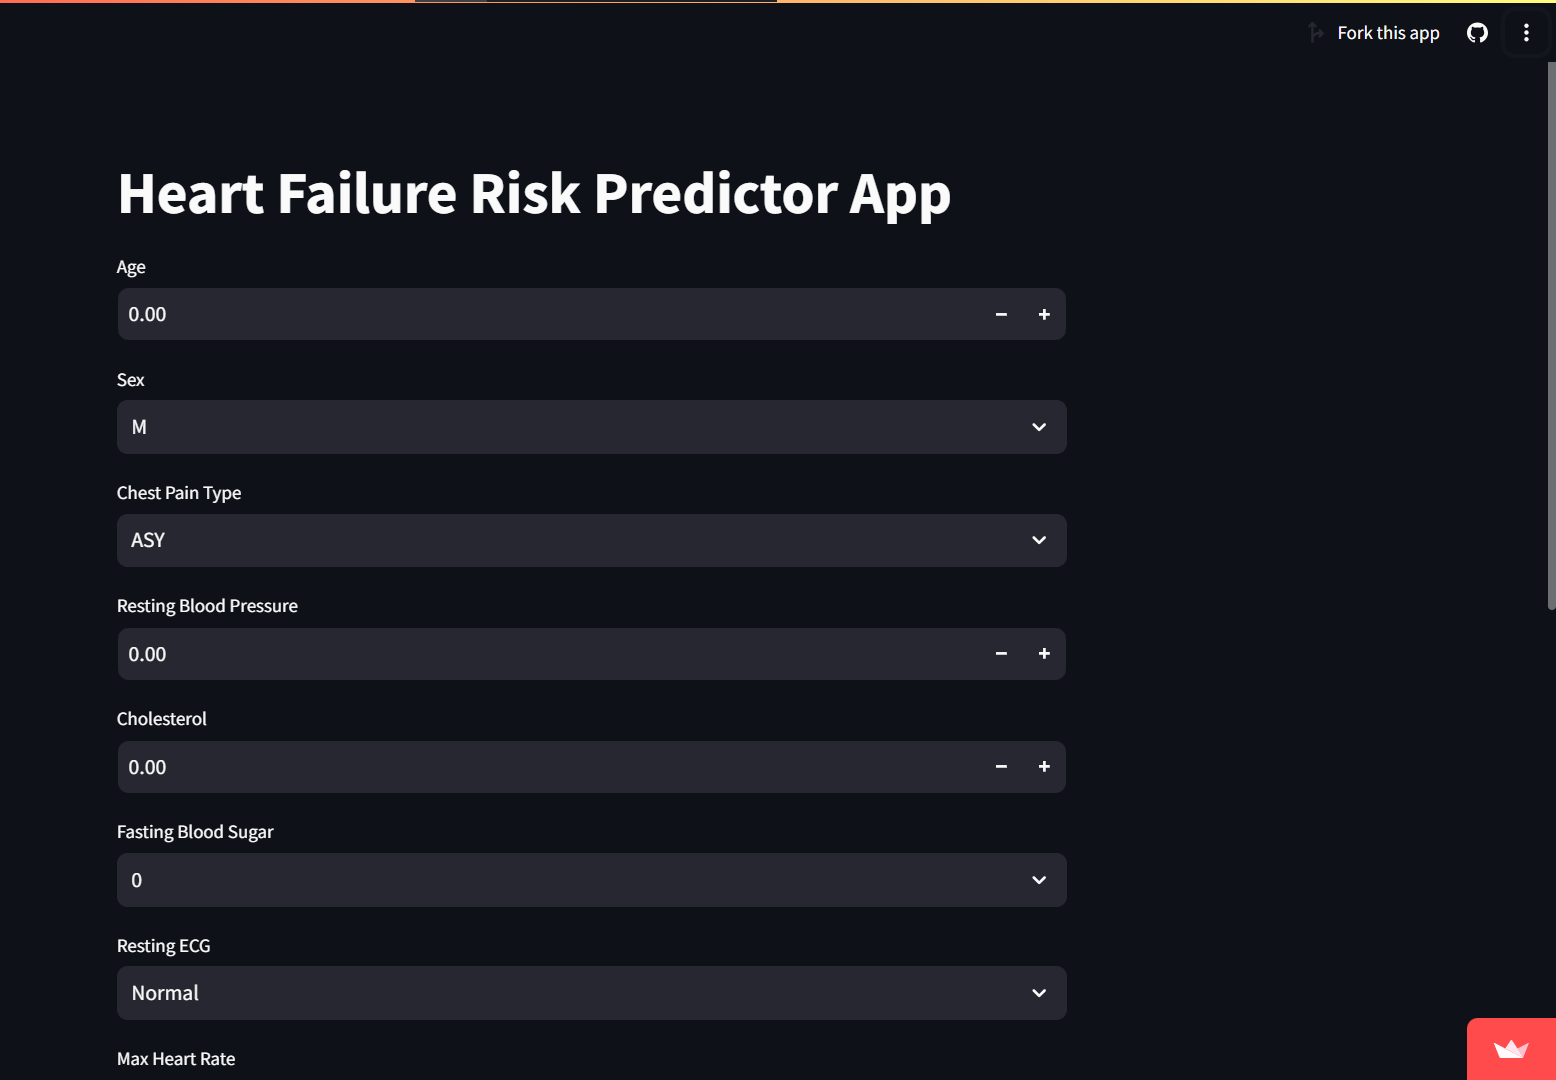 Fork this app
Heart Failure Risk Predictor App
Age
0.00
Sex
M
Chest Pain Type
ASY
Resting Blood Pressure
0.00
Cholesterol
0.00
Fasting Blood Sugar
0
Resting ECG
Normal
Max Heart Rate